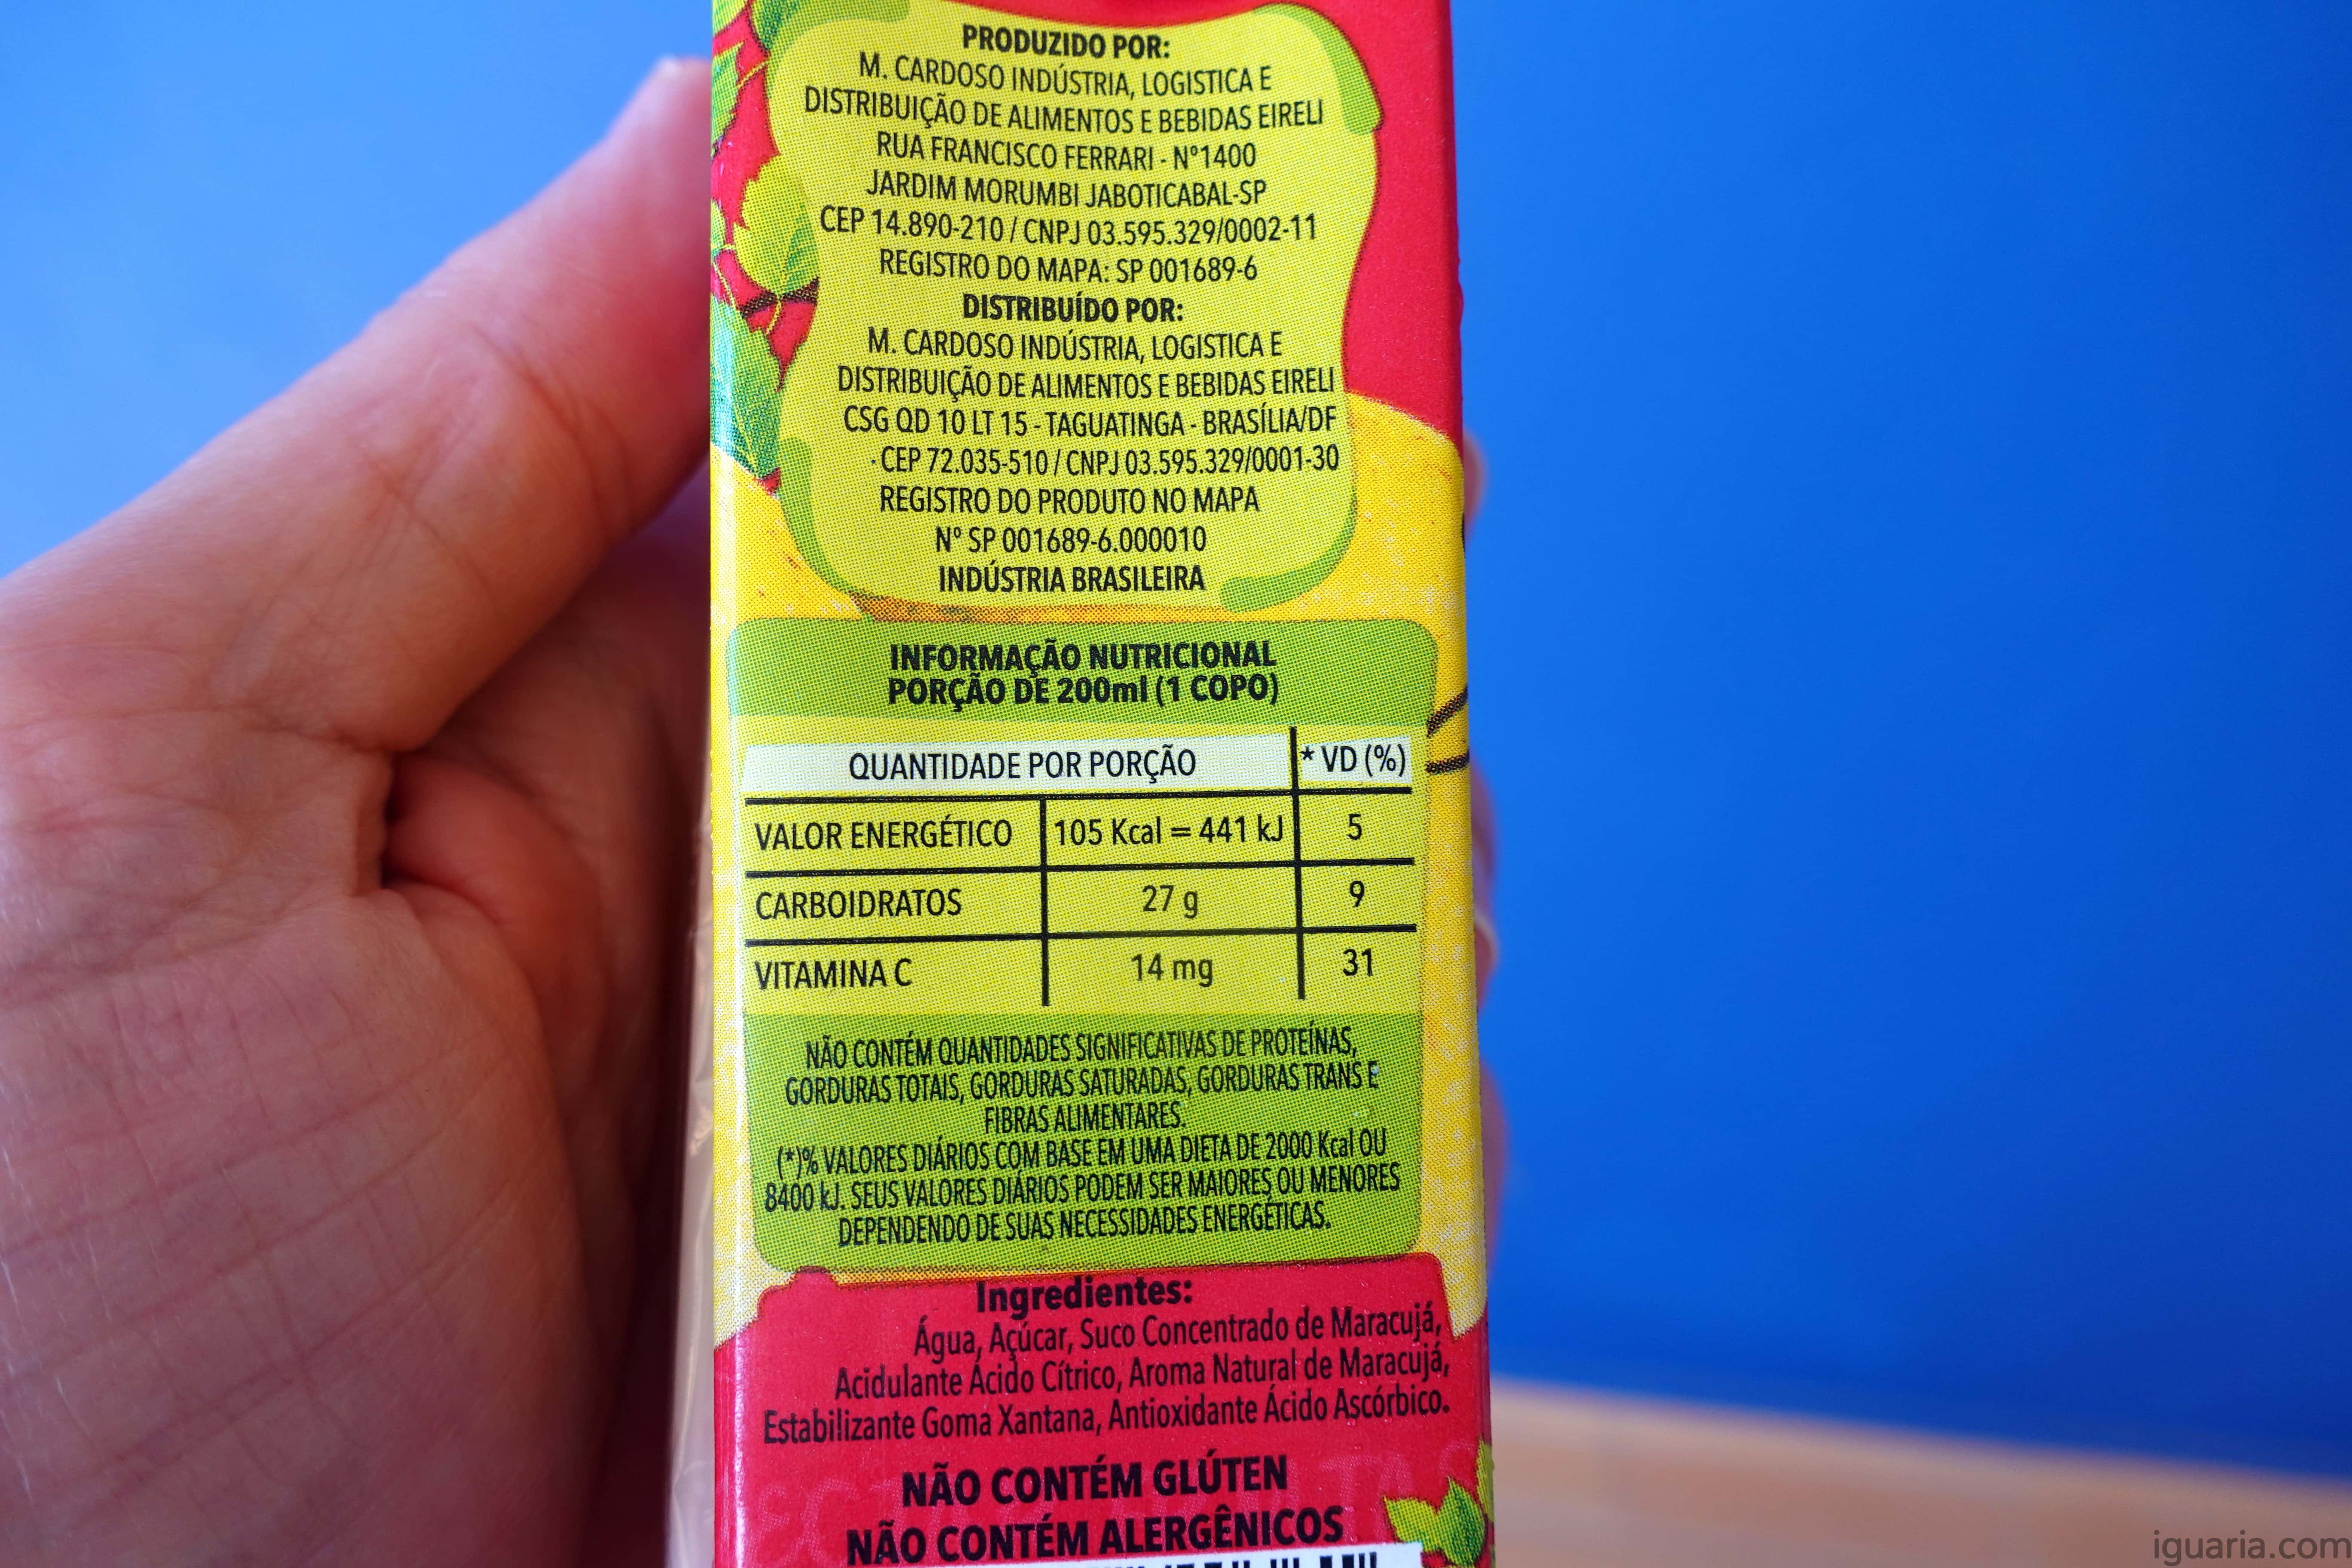 PRODUZIDO POR:
M. CARDOSO INDÚSTRIA, LOGISTICA E
DISTRIBUIÇÃO DE ALIMENTOS E BEBIDAS EIRELI
RUA FRANCISCO FERRARI - Nº1400
JARDIM MORUMBI JABOTICABAL-SP
CEP 14.890-210 / CNPJ 03.595.329/0002-11
REGISTRO DO MAPA: SP 001689-6
DISTRIBUÍDO POR:
M. CARDOSO INDÚSTRIA, LOGISTICA E
DISTRIBUIÇÃO DE ALIMENTOS E BEBIDAS EIRELI
CSG QD 10 LT 15 - TAGUATINGA - BRASÍLIA/DF
- CEP 72.035-510 / CNPJ 03.595.329/0001-30
REGISTRO DO PRODUTO NO MAPA
Nº SP 001689-6.000010
INDÚSTRIA BRASILEIRA
INFORMAÇÃO NUTRICIONAL
PORÇÃO DE 200ml (1 COPO)
QUANTIDADE POR PORÇÃO * VD (%)
VALOR ENERGÉTICO 105 Kcal = 441 kJ 5
CARBOIDRATOS 27 g 9
VITAMINA C 14 mg 31
NÃO CONTÉM QUANTIDADES SIGNIFICATIVAS DE PROTEÍNAS,
GORDURAS TOTAIS, GORDURAS SATURADAS, GORDURAS TRANS E
FIBRAS ALIMENTARES.
(*)% VALORES DIÁRIOS COM BASE EM UMA DIETA DE 2000 Kcal OU
8400 kJ. SEUS VALORES DIÁRIOS PODEM SER MAIORES OU MENORES
DEPENDENDO DE SUAS NECESSIDADES ENERGÉTICAS.
Ingredientes:
Água, Açúcar, Suco Concentrado de Maracujá,
Acidulante Ácido Cítrico, Aroma Natural de Maracujá,
Estabilizante Goma Xantana, Antioxidante Ácido Ascórbico.
NÃO CONTÉM GLÚTEN
NÃO CONTÉM ALERGÊNICOS
iguaria.com